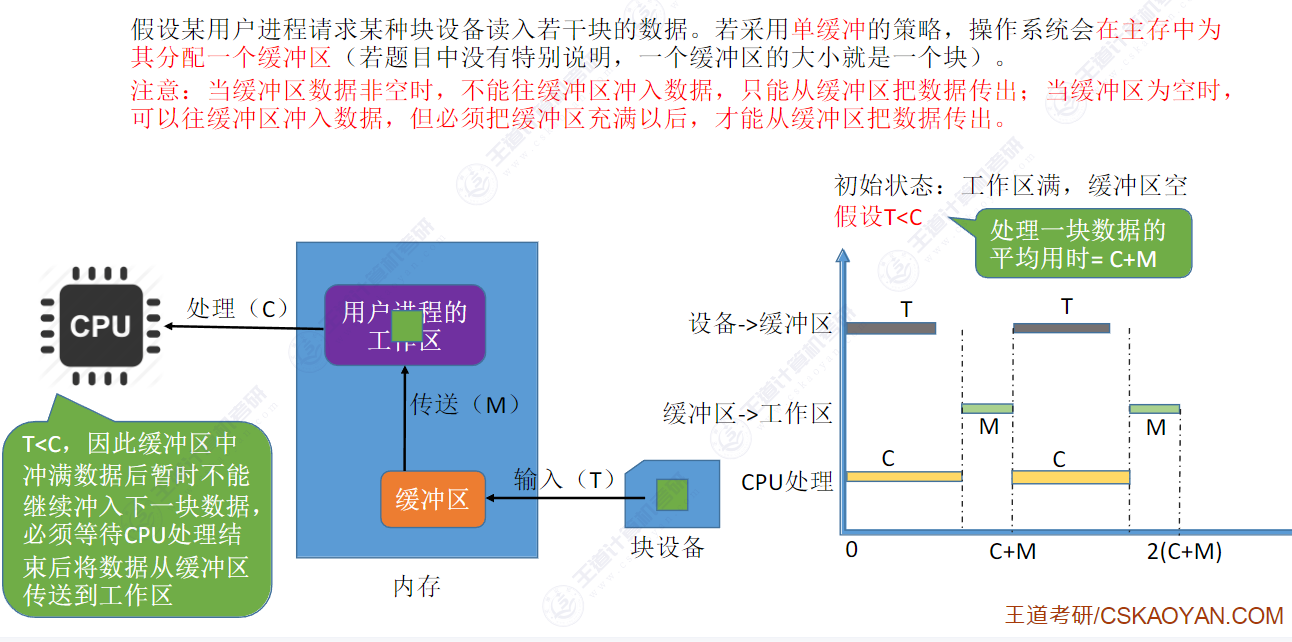 假设某用户进程请求某种块设备读入若干块的数据。若采用单缓冲的策略，操作系统会在主存中为
其分配一个缓冲区（若题目中没有特别说明，一个缓冲区的大小就是一个块）。
注意：当缓冲区数据非空时，不能往缓冲区冲入数据，只能从缓冲区把数据传出；当缓冲区为空时，
可以往缓冲区冲入数据，但必须把缓冲区充满以后，才能从缓冲区把数据传出。
初始状态：工作区满，缓冲区空
假设T<C
处理一块数据的
平均用时= C+M
CPU
处理（C）
用户进程的
工作区
传送（M）
缓冲区
输入（T）
块设备
内存
T<C，因此缓冲区中
冲满数据后暂时不能
继续冲入下一块数据，
必须等待CPU处理结
束后将数据从缓冲区
传送到工作区
设备->缓冲区
T
T
缓冲区->工作区
M
M
CPU处理
C
C
0
C+M
2(C+M)
王道考研/CSKAOYAN.COM